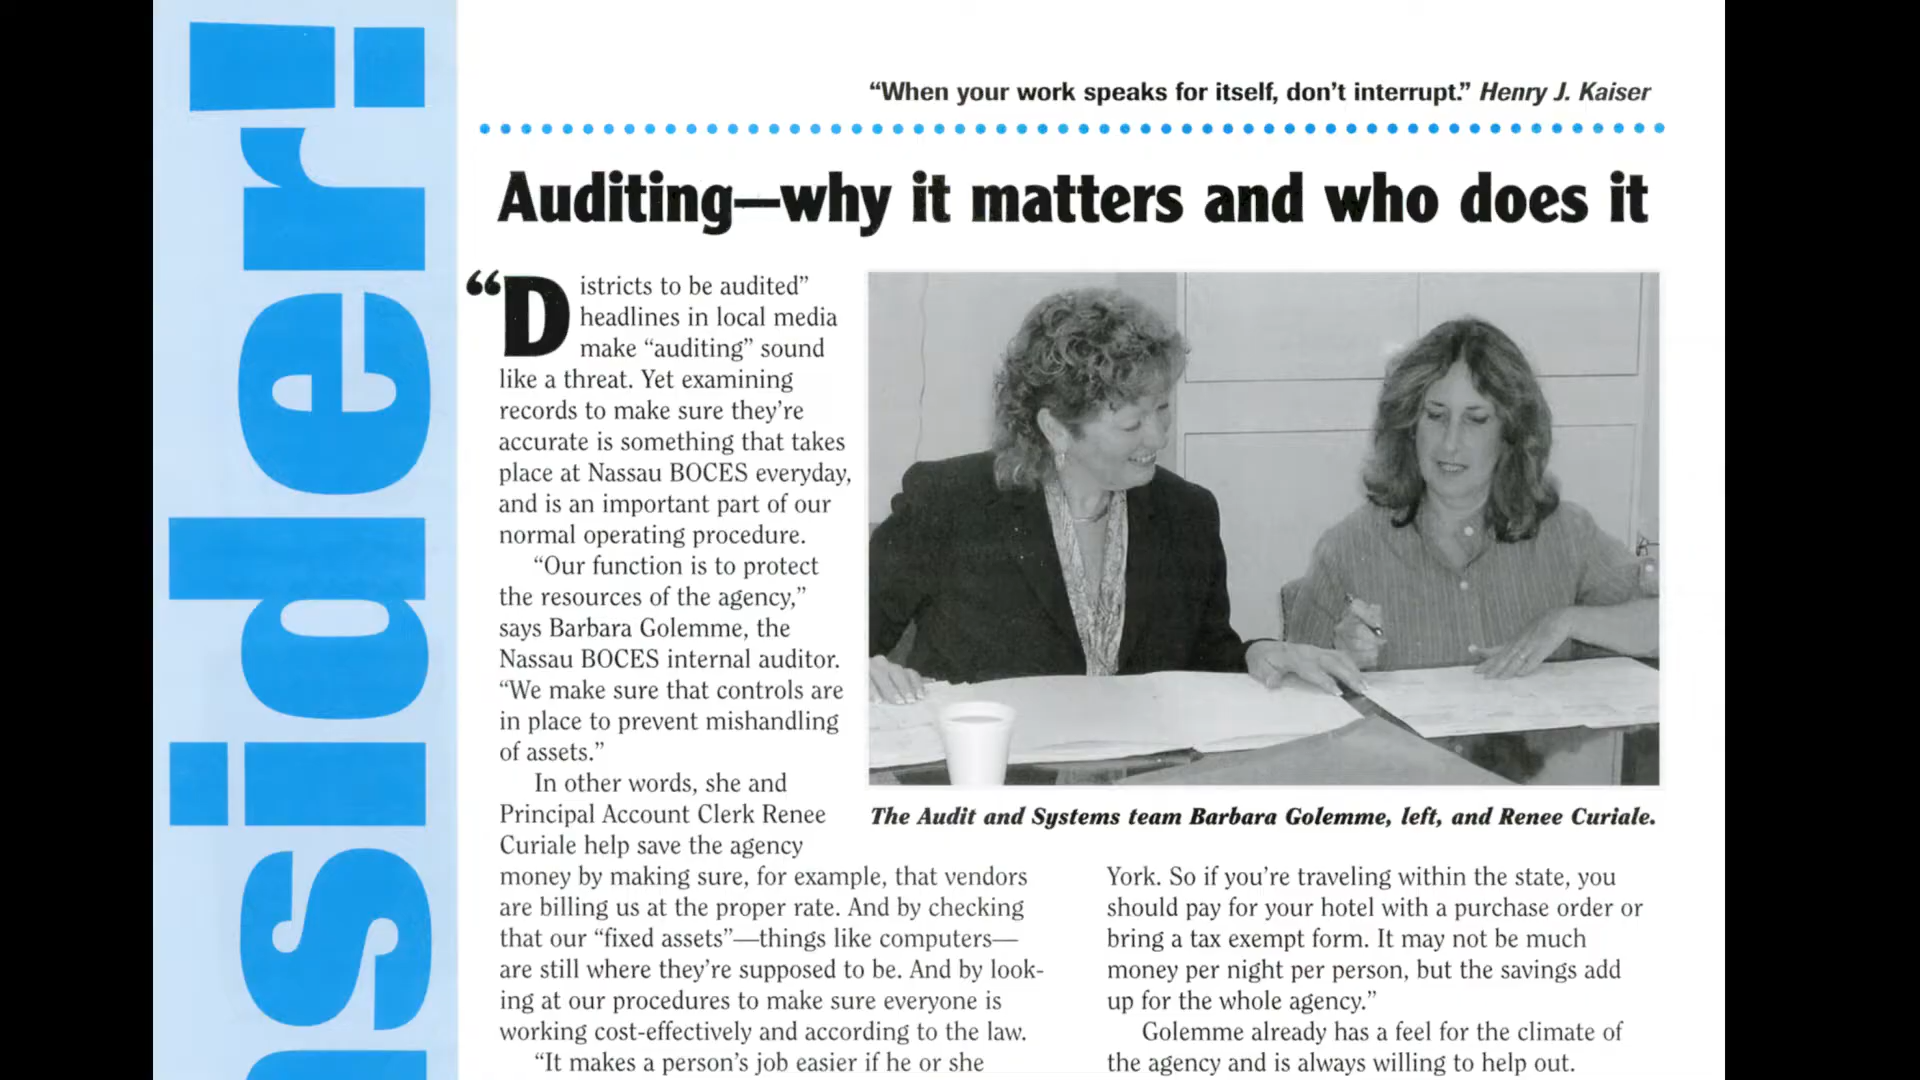 nsider!
“When your work speaks for itself, don’t interrupt.” Henry J. Kaiser
Auditing—why it matters and who does it
“Districts to be audited”
headlines in local media
make “auditing” sound
like a threat. Yet examining
records to make sure they’re
accurate is something that takes
place at Nassau BOCES everyday,
and is an important part of our
normal operating procedure.
“Our function is to protect
the resources of the agency,”
says Barbara Golemme, the
Nassau BOCES internal auditor.
“We make sure that controls are
in place to prevent mishandling
of assets.”
In other words, she and
Principal Account Clerk Renee
Curiale help save the agency
money by making sure, for example, that vendors
are billing us at the proper rate. And by checking
that our “fixed assets”—things like computers—
are still where they’re supposed to be. And by look-
ing at our procedures to make sure everyone is
working cost-effectively and according to the law.
“It makes a person’s job easier if he or she
The Audit and Systems team Barbara Golemme, left, and Renee Curiale.
York. So if you’re traveling within the state, you
should pay for your hotel with a purchase order or
bring a tax exempt form. It may not be much
money per night per person, but the savings add
up for the whole agency.”
Golemme already has a feel for the climate of
the agency and is always willing to help out.